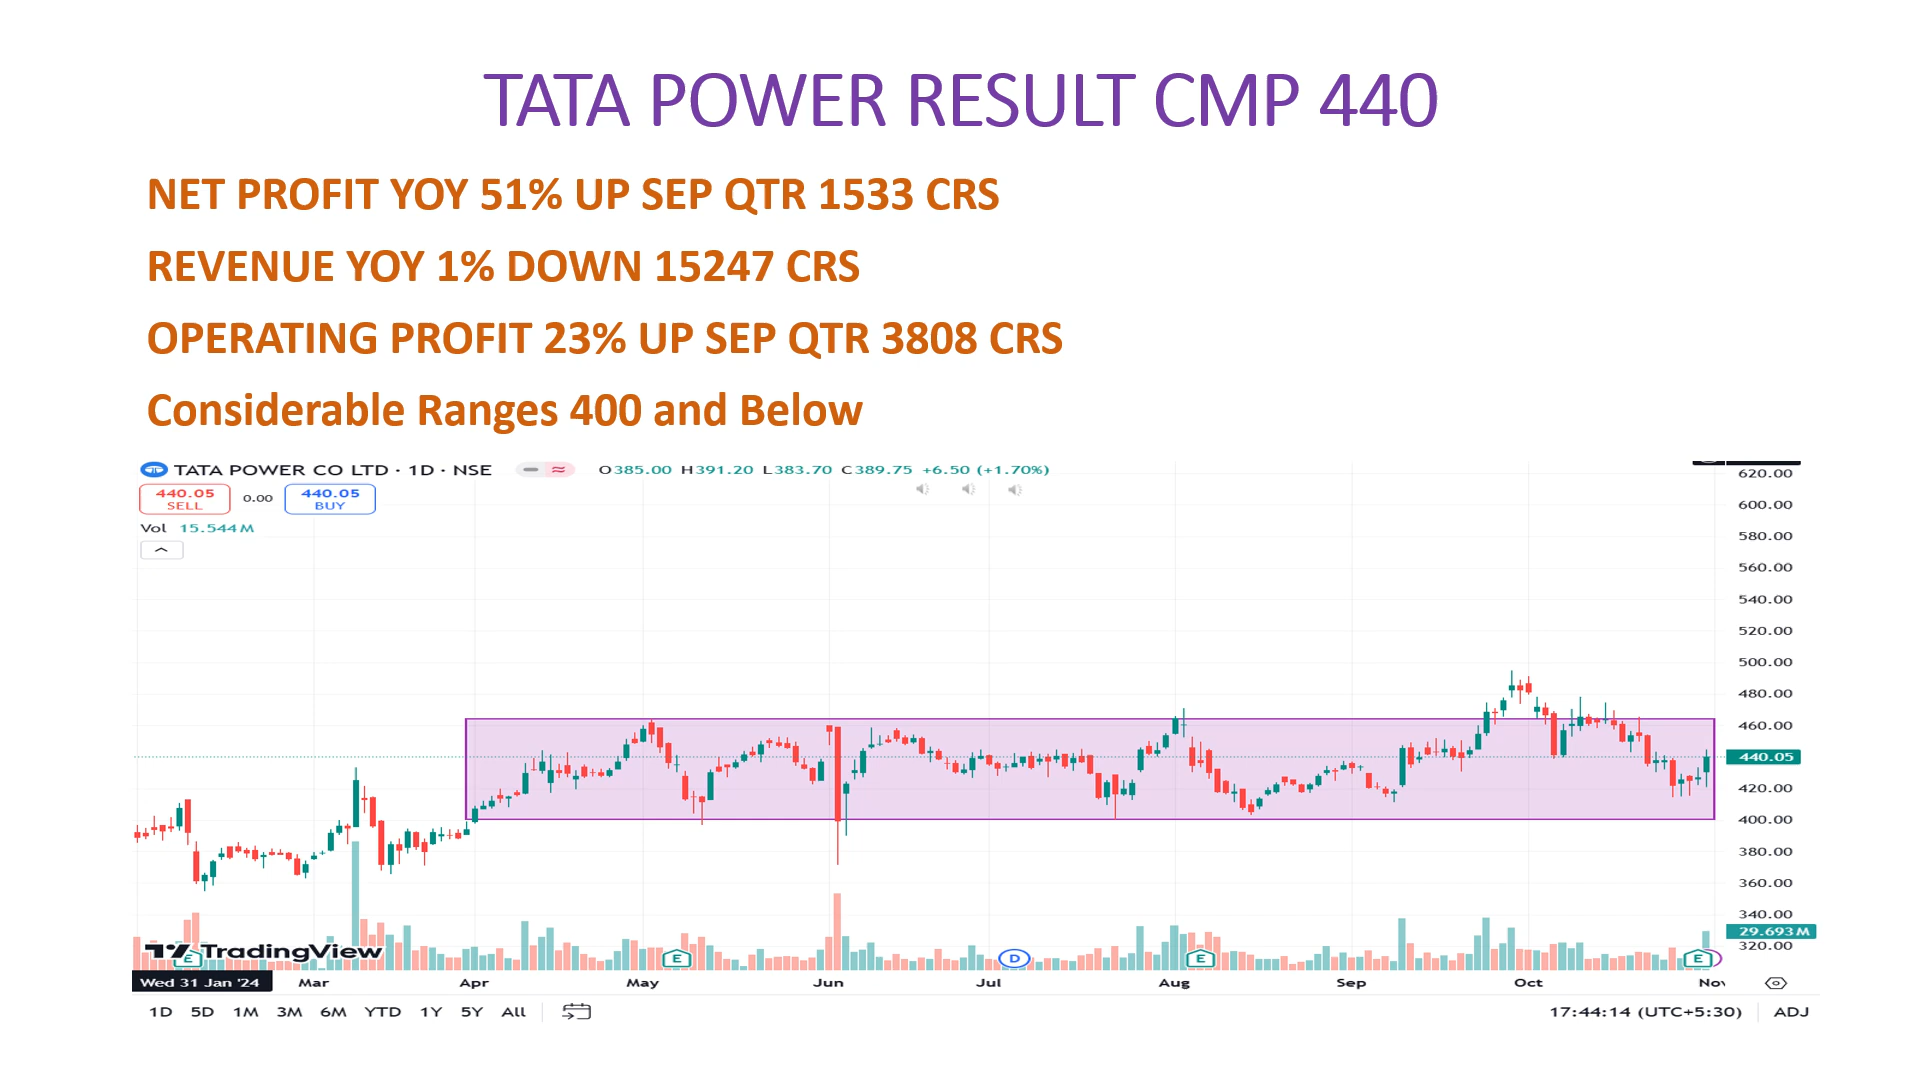 TATA POWER RESULT CMP 440
NET PROFIT YOY 51% UP SEP QTR 1533 CRS
REVENUE YOY 1% DOWN 15247 CRS
OPERATING PROFIT 23% UP SEP QTR 3808 CRS
Considerable Ranges 400 and Below
TATA POWER CO LTD · 1D · NSE O385.00 H391.20 L383.70 C389.75 +6.50 (+1.70%)
440.05 SELL 0.00 440.05 BUY
Vol 15.544M
620.00
600.00
580.00
560.00
540.00
520.00
500.00
480.00
460.00
440.05
420.00
400.00
380.00
360.00
340.00
29.693M
320.00
TradingView
E E D E E
Wed 31 Jan '24 Mar Apr May Jun Jul Aug Sep Oct Nov
1D 5D 1M 3M 6M YTD 1Y 5Y All 17:44:14 (UTC+5:30) ADJ